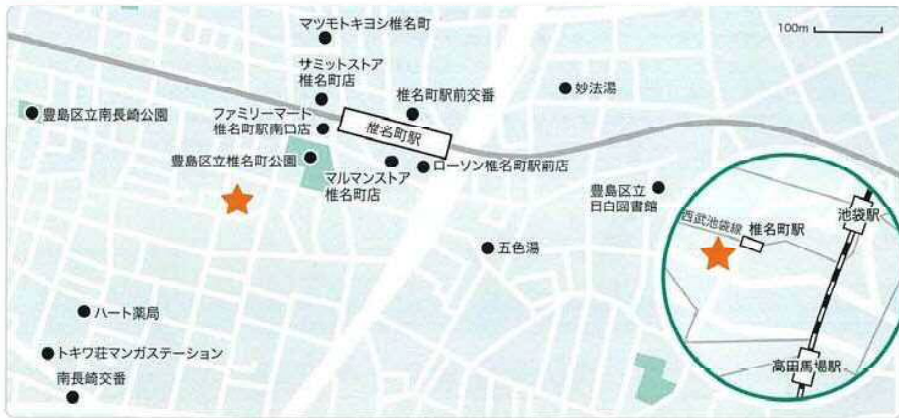 マツモトキヨシ椎名町
100m
サミットストア
椎名町店
妙法湯
椎名町駅前交番
豊島区立南長崎公園
ファミリーマート
椎名町駅南口店
椎名町駅
豊島区立椎名町公園
マルマンストア
椎名町店
ローソン椎名町駅前店
豊島区立
目白図書館
西武池袋線
椎名町駅
池袋駅
五色湯
ハート薬局
トキワ荘マンガステーション
南長崎交番
高田馬場駅